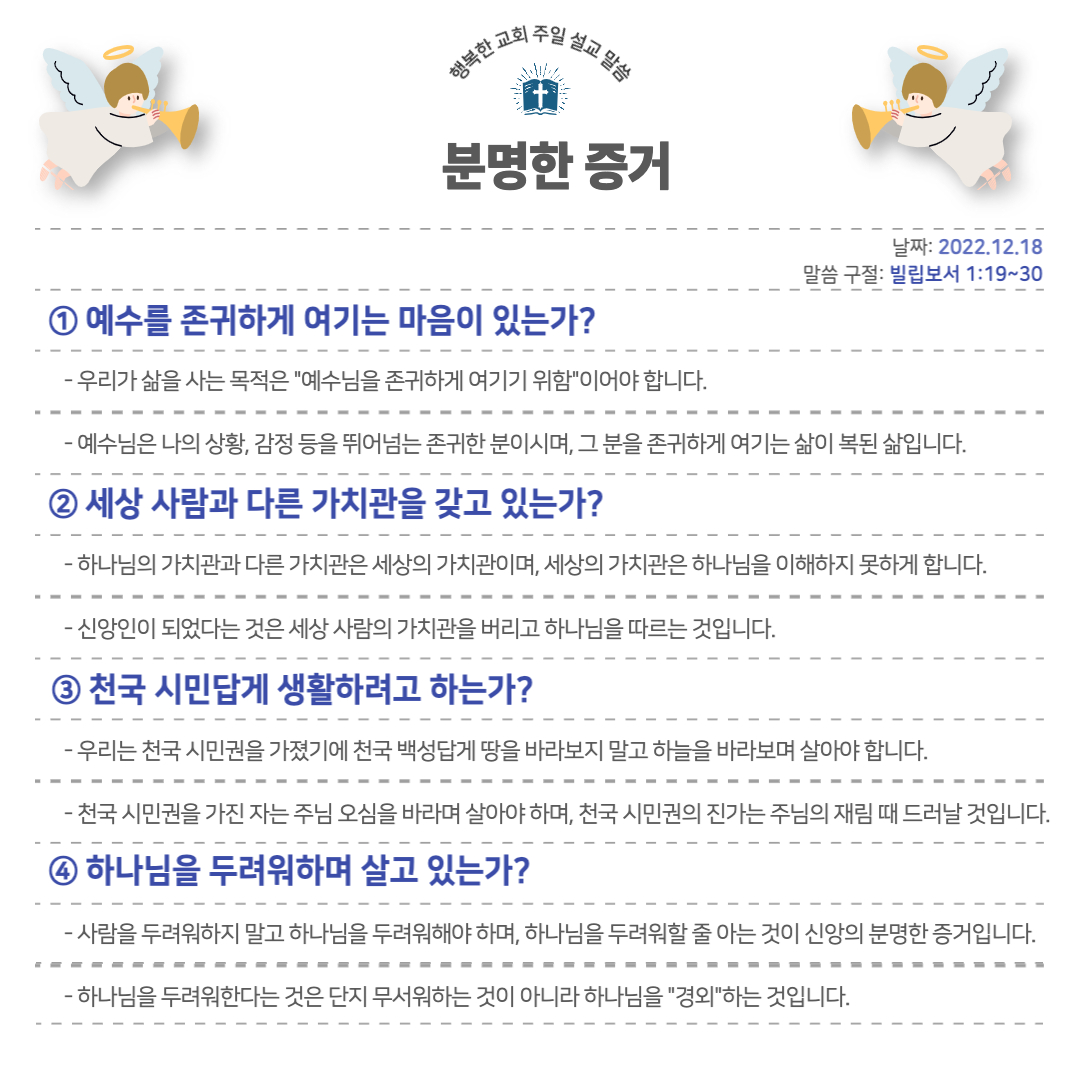 행복한 교회 주일 설교 말씀
분명한 증거
날짜: 2022.12.18
말씀 구절: 빌립보서 1:19~30
① 예수를 존귀하게 여기는 마음이 있는가?
- 우리가 삶을 사는 목적은 "예수님을 존귀하게 여기기 위함"이어야 합니다.
- 예수님은 나의 상황, 감정 등을 뛰어넘는 존귀한 분이시며, 그 분을 존귀하게 여기는 삶이 복된 삶입니다.
② 세상 사람과 다른 가치관을 갖고 있는가?
- 하나님의 가치관과 다른 가치관은 세상의 가치관이며, 세상의 가치관은 하나님을 이해하지 못하게 합니다.
- 신앙인이 되었다는 것은 세상 사람의 가치관을 버리고 하나님을 따르는 것입니다.
③ 천국 시민답게 생활하려고 하는가?
- 우리는 천국 시민권을 가졌기에 천국 백성답게 땅을 바라보지 말고 하늘을 바라보며 살아야 합니다.
- 천국 시민권을 가진 자는 주님 오심을 바라며 살아야 하며, 천국 시민권의 진가는 주님의 재림 때 드러날 것입니다.
④ 하나님을 두려워하며 살고 있는가?
- 사람을 두려워하지 말고 하나님을 두려워해야 하며, 하나님을 두려워할 줄 아는 것이 신앙의 분명한 증거입니다.
- 하나님을 두려워한다는 것은 단지 무서워하는 것이 아니라 하나님을 "경외"하는 것입니다.